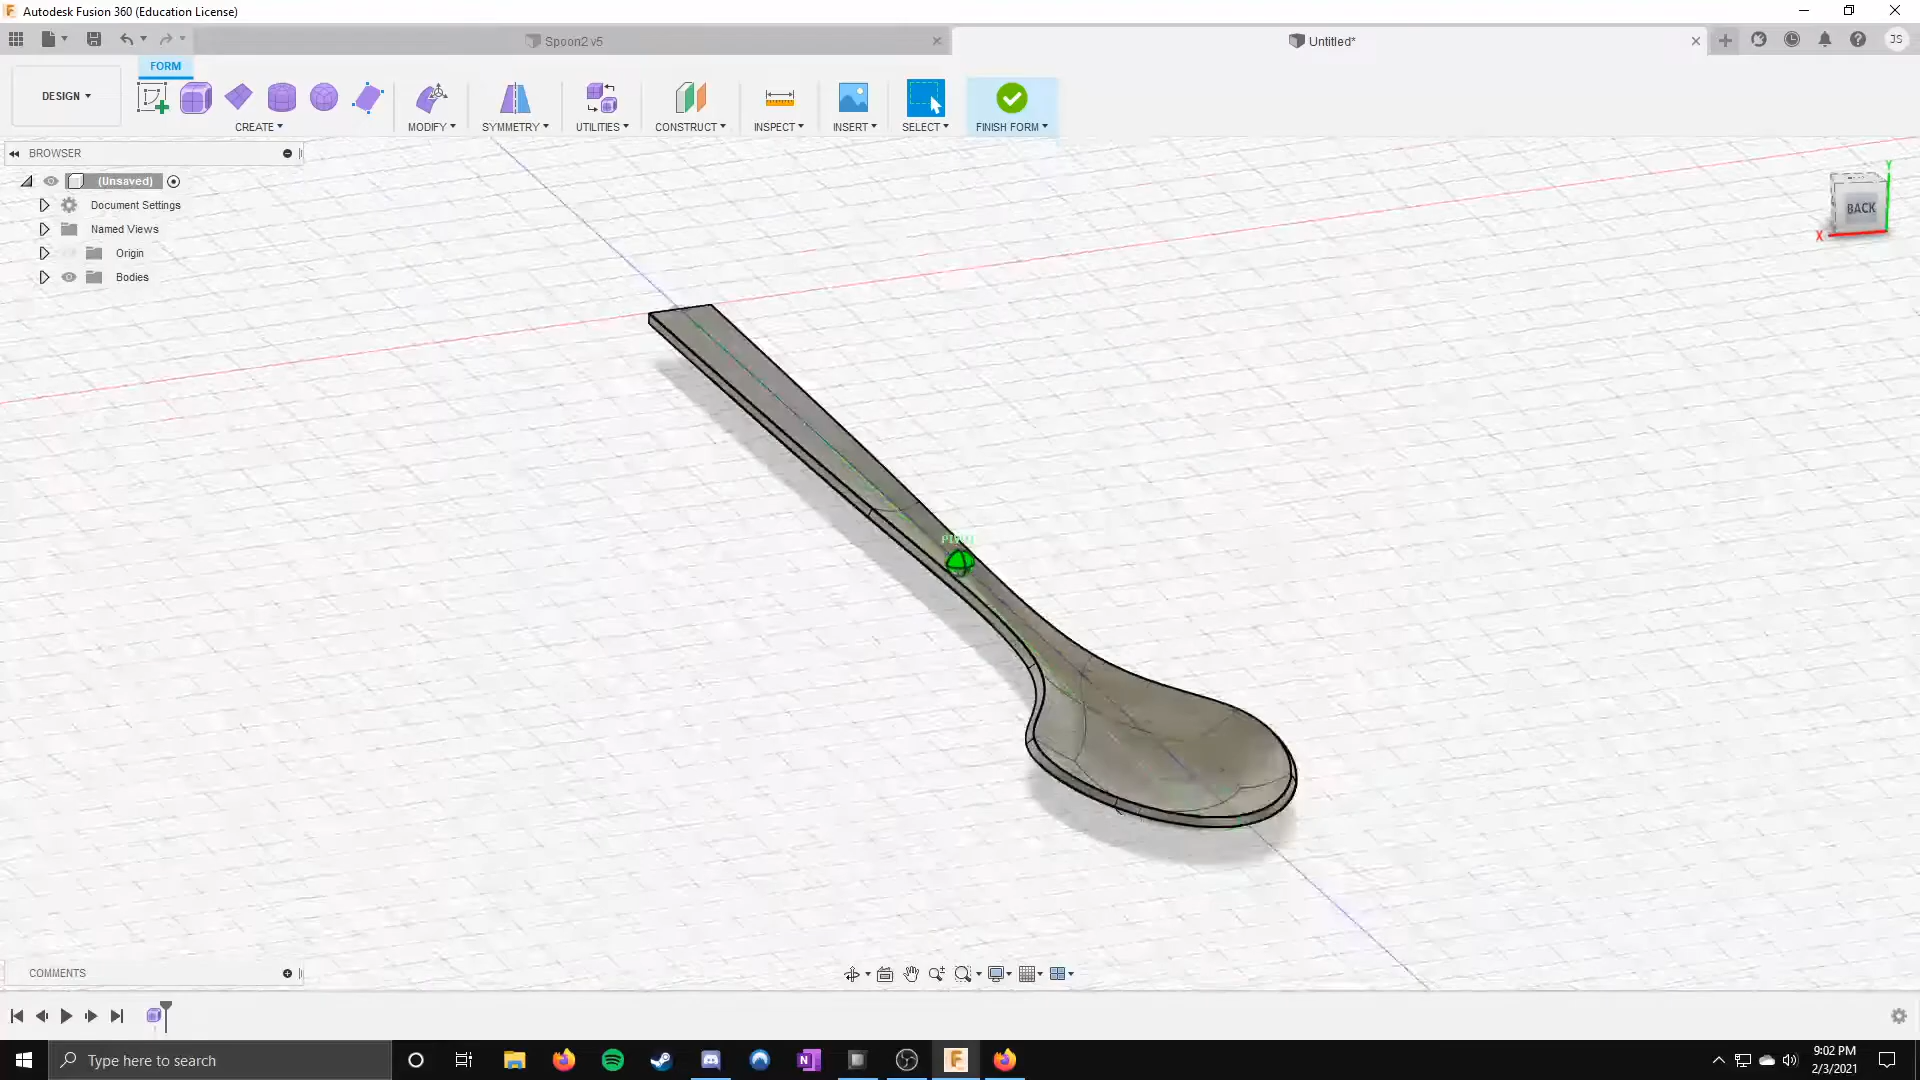 Autodesk Fusion 360 (Education License)
Spoon2 v5
Untitled*
JS
FORM
DESIGN
CREATE
MODIFY
SYMMETRY
UTILITIES
CONSTRUCT
INSPECT
INSERT
SELECT
FINISH FORM
BROWSER
(Unsaved)
Document Settings
Named Views
Origin
Bodies
Y
BACK
X
PIVOT
COMMENTS
Type here to search
9:02 PM
2/3/2021